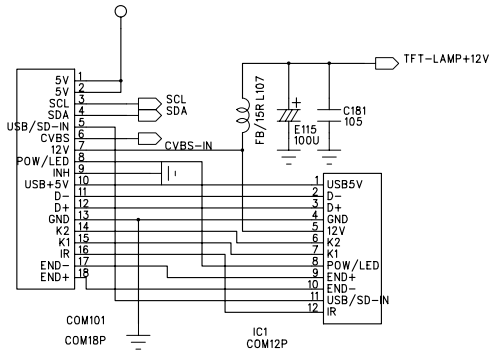 TFT-LAMP+12V
5V 1
5V 2
SCL 3 SCL
SDA 4 SDA
USB/SD-IN 5
CVBS 6 CVBS-IN
12V 7
POW/LED 8
INH 9
USB+5V 10
D- 11
D+ 12
GND 13
K2 14
K1 15
IR 16
END- 17
END+ 18
FB/15R L107
E115
100U
+
C181
105
1 USB5V
2 D-
3 D+
4 GND
5 12V
6 K2
7 K1
8 POW/LED
9 END+
10 END-
11 USB/SD-IN
12 IR
COM101
COM18P
IC1
COM12P